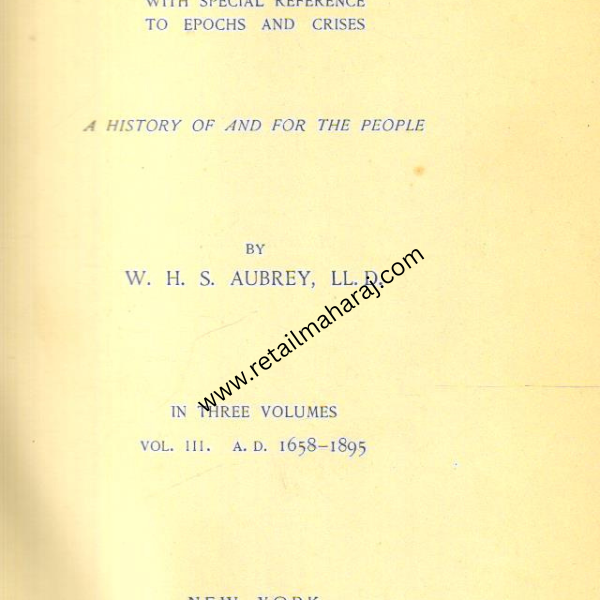 WITH SPECIAL REFERENCE
TO EPOCHS AND CRISES
A HISTORY OF AND FOR THE PEOPLE
BY
W. H. S. AUBREY, LL.D.
www.retailmaharaj.com
IN THREE VOLUMES
VOL. III. A. D. 1658–1895
NEW YORK